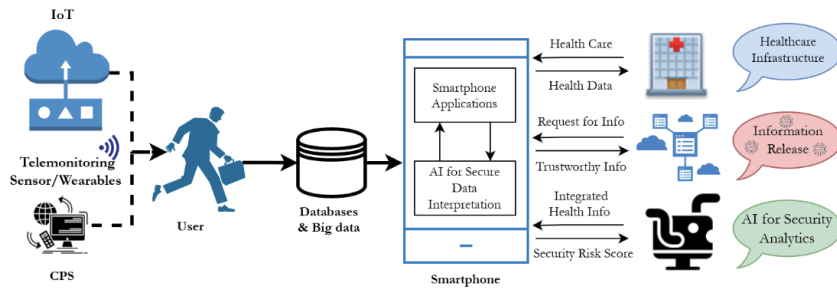 IoT
Telemonitoring
Sensor/Wearables
CPS
User
Databases
& Big data
Smartphone
Applications
AI for Secure
Data
Interpretation
Smartphone
Health Care
Health Data
Request for Info
Trustworthy Info
Integrated
Health Info
Security Risk Score
Healthcare
Infrastructure
Information
Release
AI for Security
Analytics